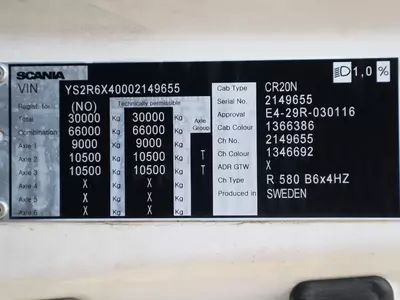 SCANIA
VIN YS2R6X40002149655
Regist. for (NO) Technically permissible
Total 30000 Kg 30000 Kg Axle Group
Combination 66000 Kg 66000 Kg
Axle 1 9000 Kg 9000 Kg
Axle 2 10500 Kg 10500 Kg T
Axle 3 10500 Kg 10500 Kg T
Axle 4 X Kg X Kg
Axle 5 X Kg X Kg
Axle 6 X Kg X Kg
Cab Type CR20N
Serial No. 2149655
Approval E4-29R-030116
Cab Colour 1366386
Ch No. 2149655
Ch Colour 1346692
ADR GTW X
Ch Type R 580 B6x4HZ
Produced in SWEDEN
1,0 %